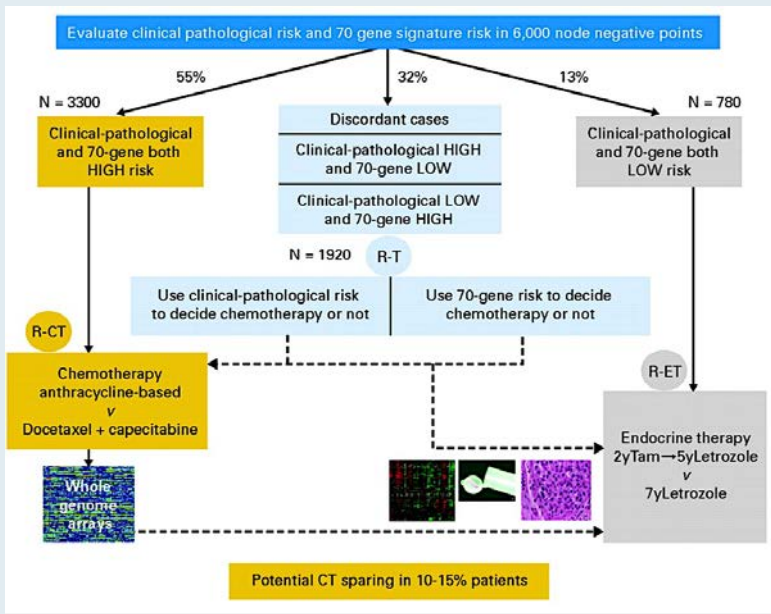 Evaluate clinical pathological risk and 70 gene signature risk in 6,000 node negative points
55%
32%
13%
N = 3300
N = 780
Clinical-pathological
and 70-gene both
HIGH risk
Discordant cases
Clinical-pathological HIGH
and 70-gene LOW
Clinical-pathological LOW
and 70-gene HIGH
Clinical-pathological
and 70-gene both
LOW risk
N = 1920
R-T
Use clinical-pathological risk
to decide chemotherapy or not
Use 70-gene risk to decide
chemotherapy or not
R-CT
R-ET
Chemotherapy
anthracycline-based
v
Docetaxel + capecitabine
Endocrine therapy
2yTam→5yLetrozole
v
7yLetrozole
Whole
genome
arrays
Potential CT sparing in 10-15% patients